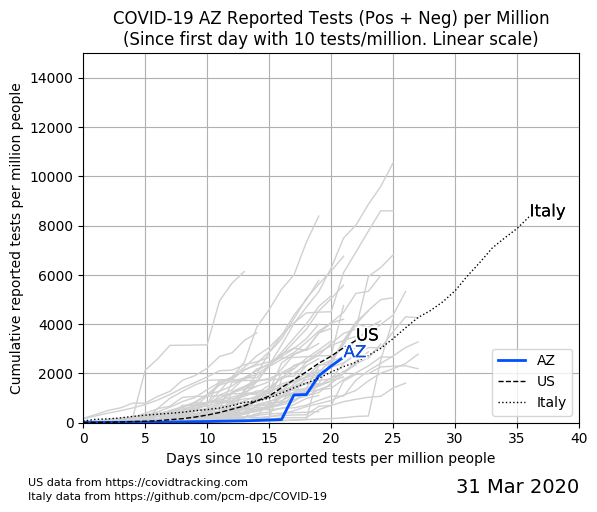 COVID-19 AZ Reported Tests (Pos + Neg) per Million
(Since first day with 10 tests/million. Linear scale)
Cumulative reported tests per million people
14000
12000
10000
8000
6000
4000
2000
0
Italy
US
AZ
AZ
US
Italy
0 5 10 15 20 25 30 35 40
Days since 10 reported tests per million people
US data from https://covidtracking.com
Italy data from https://github.com/pcm-dpc/COVID-19
31 Mar 2020